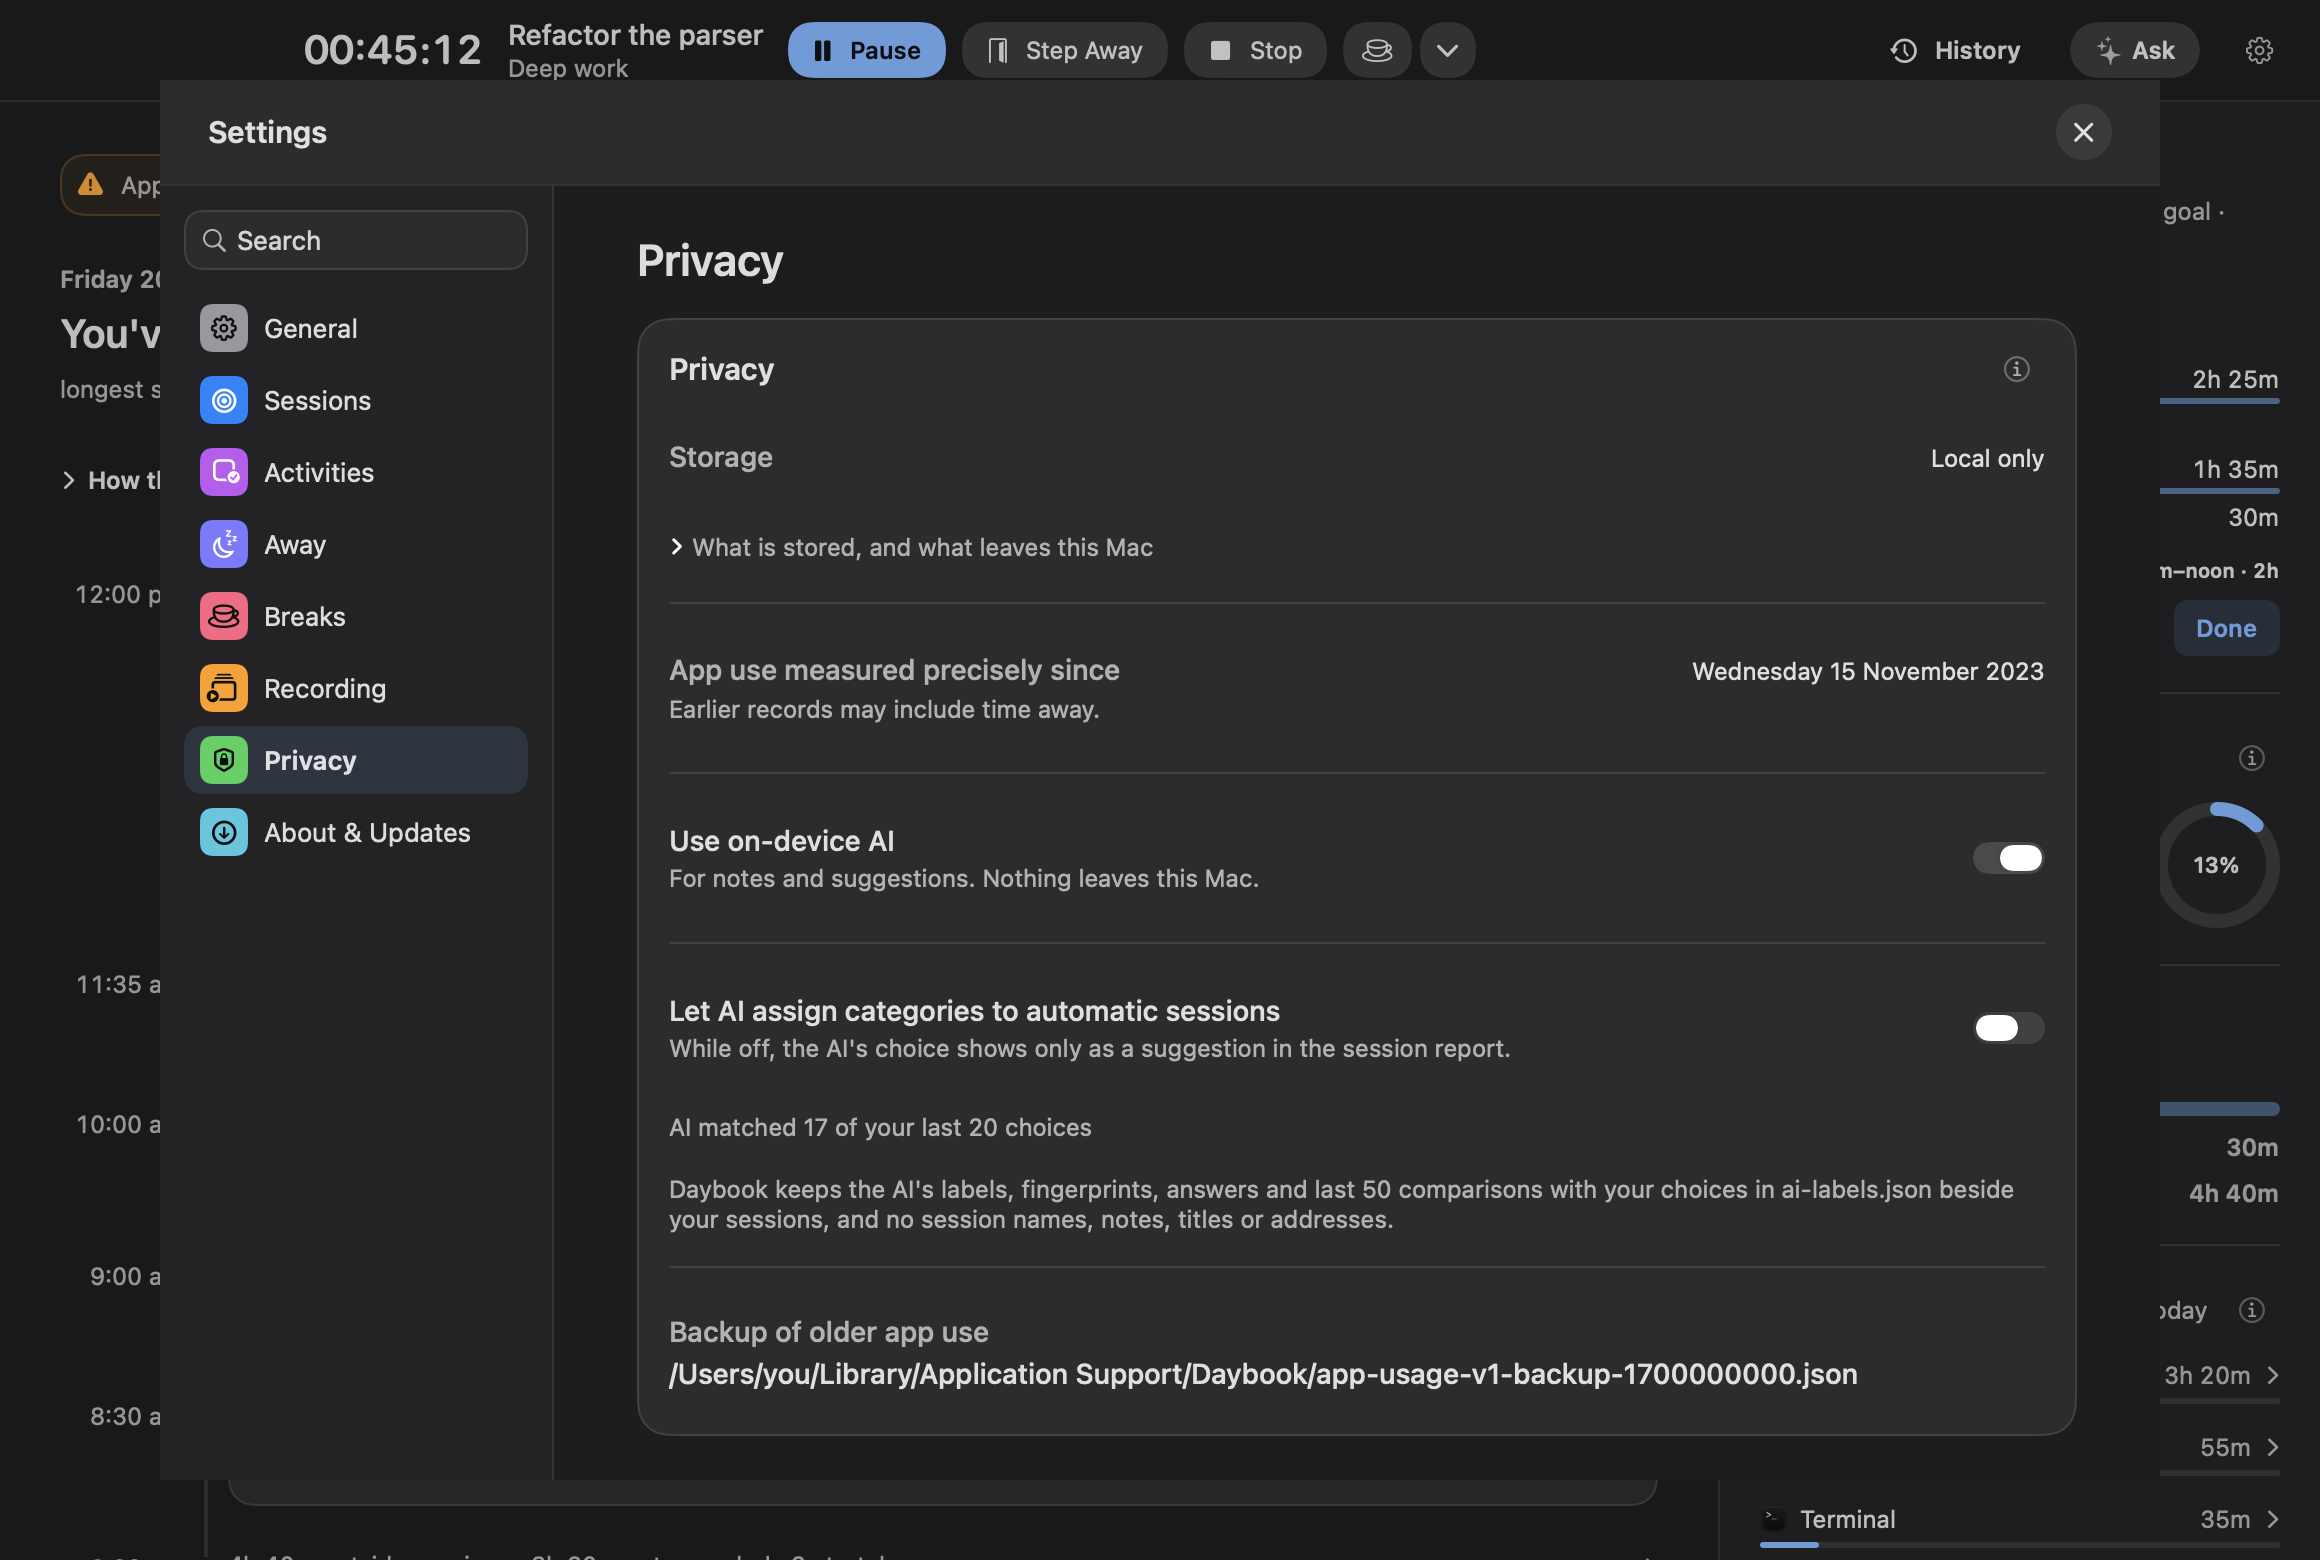 00:45:12
Refactor the parser
Deep work
Pause
Step Away
Stop
History
Ask
Settings
App
goal ·
Search
Privacy
Friday 20
General
You'v
Privacy
longest s
2h 25m
Sessions
Storage
Local only
Activities
1h 35m
How th
30m
Away
What is stored, and what leaves this Mac
m–noon · 2h
12:00 p
Breaks
Done
App use measured precisely since
Wednesday 15 November 2023
Recording
Earlier records may include time away.
Privacy
About & Updates
Use on-device AI
13%
For notes and suggestions. Nothing leaves this Mac.
11:35 a
Let AI assign categories to automatic sessions
While off, the AI's choice shows only as a suggestion in the session report.
10:00 a
AI matched 17 of your last 20 choices
30m
Daybook keeps the AI's labels, fingerprints, answers and last 50 comparisons with your choices in ai-labels.json beside
4h 40m
your sessions, and no session names, notes, titles or addresses.
9:00 a
oday
Backup of older app use
/Users/you/Library/Application Support/Daybook/app-usage-v1-backup-1700000000.json
3h 20m
8:30 a
55m
Terminal
35m